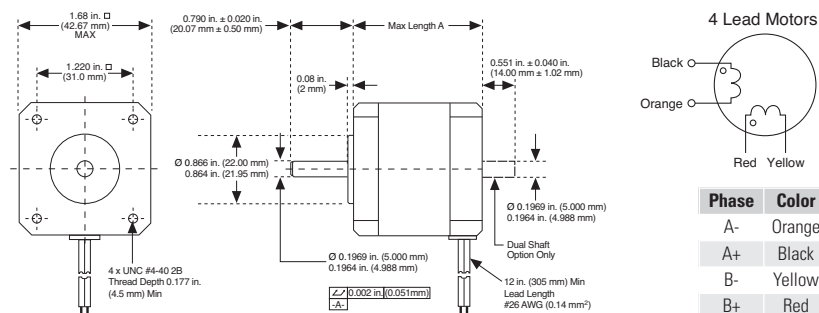 1.68 in. □
(42.67 mm)
MAX
1.220 in. □
(31.0 mm)
4 x UNC #4-40 2B
Thread Depth 0.177 in.
(4.5 mm) Min
0.790 in. ± 0.020 in.
(20.07 mm ± 0.50 mm)
Max Length A
0.08 in.
(2 mm)
0.551 in. ± 0.040 in.
(14.00 mm ± 1.02 mm)
Ø 0.866 in. (22.00 mm)
0.864 in. (21.95 mm)
Ø 0.1969 in. (5.000 mm)
0.1964 in. (4.988 mm)
Dual Shaft
Option Only
Ø 0.1969 in. (5.000 mm)
0.1964 in. (4.988 mm)
0.002 in. (0.051mm)
-A-
12 in. (305 mm) Min
Lead Length
#26 AWG (0.14 mm²)
4 Lead Motors
Black
Orange
Red Yellow
Phase Color
A- Orange
A+ Black
B- Yellow
B+ Red